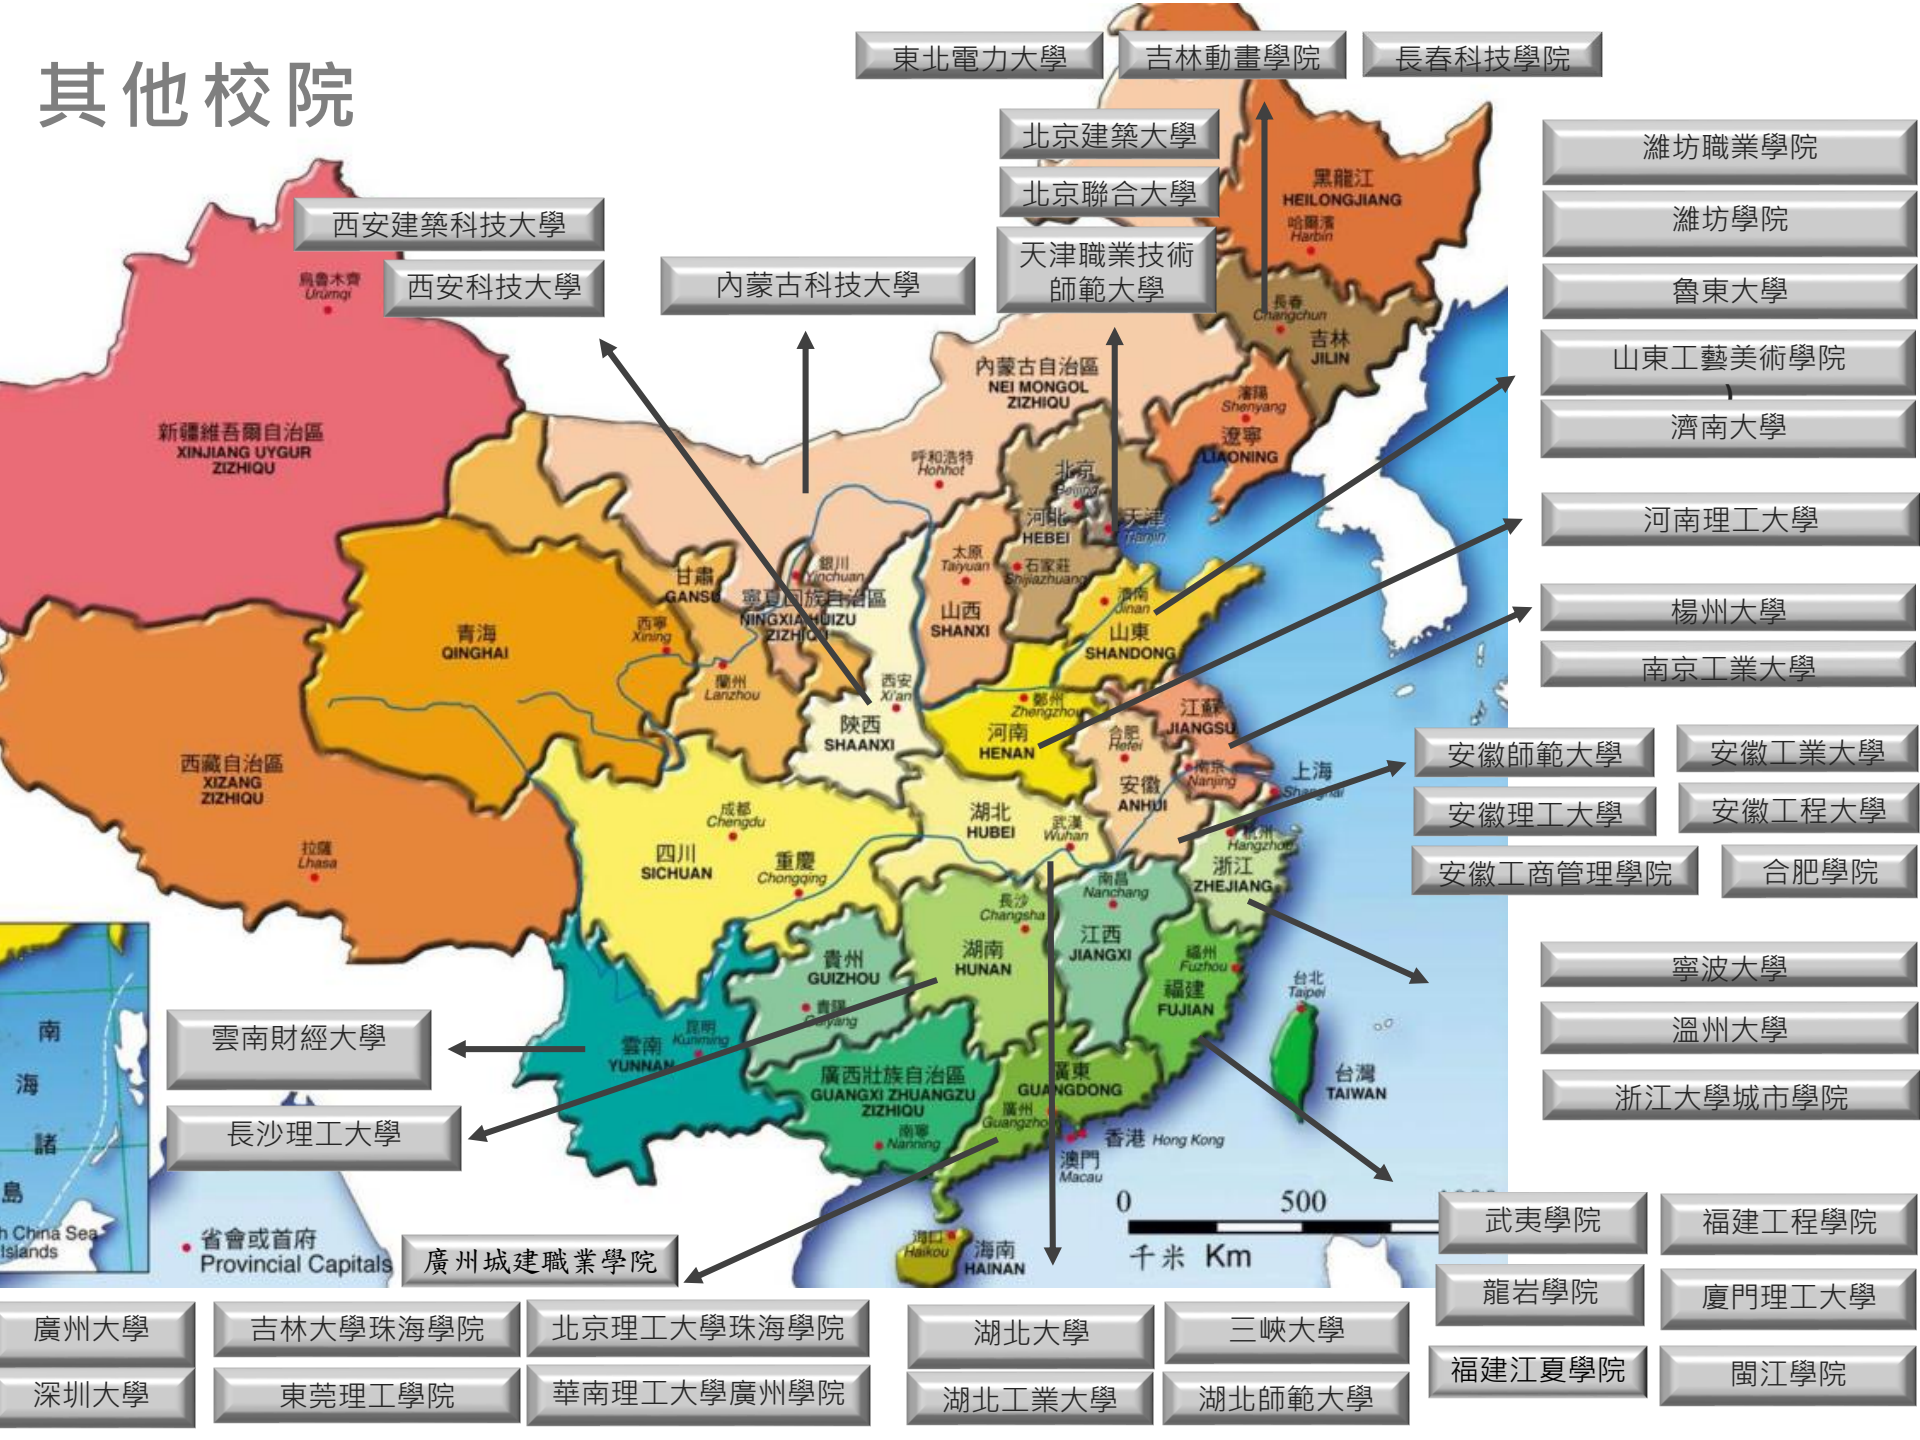 其他校院
東北電力大學
吉林動畫學院
長春科技學院
北京建築大學
北京聯合大學
天津職業技術
師範大學
西安建築科技大學
西安科技大學
內蒙古科技大學
濰坊職業學院
濰坊學院
魯東大學
山東工藝美術學院
濟南大學
河南理工大學
楊州大學
南京工業大學
安徽師範大學
安徽工業大學
安徽理工大學
安徽工程大學
安徽工商管理學院
合肥學院
寧波大學
溫州大學
浙江大學城市學院
雲南財經大學
長沙理工大學
廣州城建職業學院
武夷學院
福建工程學院
龍岩學院
廈門理工大學
福建江夏學院
閩江學院
廣州大學
吉林大學珠海學院
北京理工大學珠海學院
深圳大學
東莞理工學院
華南理工大學廣州學院
湖北大學
三峽大學
湖北工業大學
湖北師範大學
黑龍江
HEILONGJIANG
哈爾濱
Harbin
長春
Changchun
吉林
JILIN
瀋陽
Shenyang
遼寧
LIAONING
烏魯木齊
Urümqi
新疆維吾爾自治區
XINJIANG UYGUR
ZIZHIQU
內蒙古自治區
NEI MONGOL
ZIZHIQU
呼和浩特
Hohhot
北京
Beijing
天津
Tianjin
河北
HEBEI
石家莊
Shijiazhuang
太原
Taiyuan
山西
SHANXI
濟南
Jinan
山東
SHANDONG
銀川
Yinchuan
寧夏回族自治區
NINGXIA HUIZU
ZIZHIQU
甘肅
GANSU
西寧
Xining
青海
QINGHAI
蘭州
Lanzhou
西安
Xi'an
陝西
SHAANXI
鄭州
Zhengzhou
河南
HENAN
江蘇
JIANGSU
合肥
Hefei
安徽
ANHUI
南京
Nanjing
上海
Shanghai
西藏自治區
XIZANG
ZIZHIQU
拉薩
Lhasa
成都
Chengdu
四川
SICHUAN
重慶
Chongqing
湖北
HUBEI
武漢
Wuhan
杭州
Hangzhou
浙江
ZHEJIANG
南昌
Nanchang
江西
JIANGXI
長沙
Changsha
湖南
HUNAN
貴州
GUIZHOU
貴陽
Guiyang
福州
Fuzhou
福建
FUJIAN
台北
Taipei
台灣
TAIWAN
昆明
Kunming
雲南
YUNNAN
廣西壯族自治區
GUANGXI ZHUANGZU
ZIZHIQU
南寧
Nanning
廣東
GUANGDONG
廣州
Guangzhou
香港 Hong Kong
澳門
Macau
海口
Haikou
海南
HAINAN
南
海
諸
島
h China Sea
Islands
省會或首府
Provincial Capitals
0
500
千米 Km